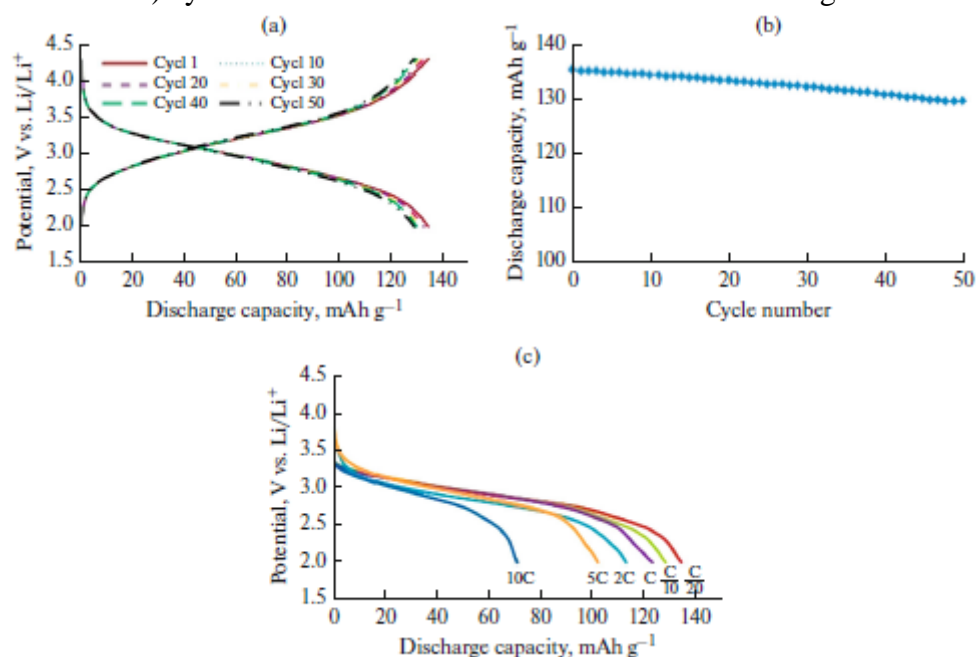 (a)
4.5
4.0
3.5
3.0
2.5
2.0
1.5
Potential, V vs. Li/Li+
Cycl 1 Cycl 10
Cycl 20 Cycl 30
Cycl 40 Cycl 50
0 20 40 60 80 100 120 140
Discharge capacity, mAh g–1
(b)
140
130
120
110
100
Discharge capacity, mAh g–1
0 10 20 30 40 50
Cycle number
(c)
4.5
4.0
3.5
3.0
2.5
2.0
1.5
Potential, V vs. Li/Li+
10C 5C 2C C C/10 C/20
0 20 40 60 80 100 120 140
Discharge capacity, mAh g–1